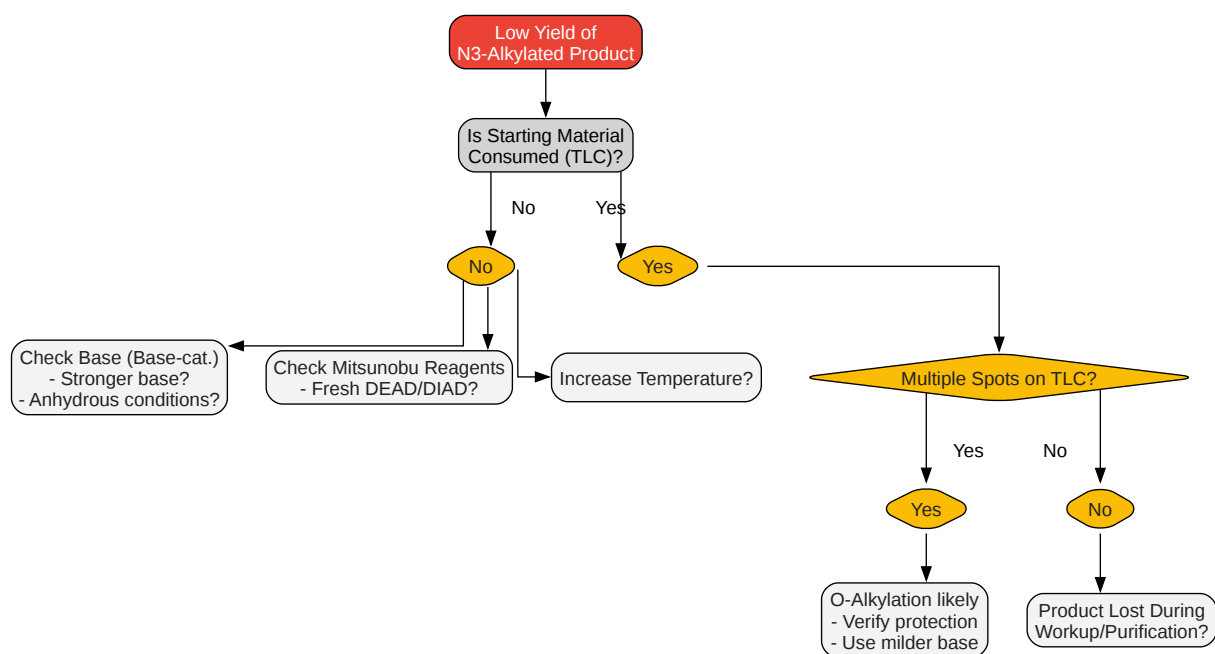 Low Yield of
N3-Alkylated Product
Is Starting Material
Consumed (TLC)?
No
Yes
No
Yes
Check Base (Base-cat.)
- Stronger base?
- Anhydrous conditions?
Check Mitsunobu Reagents
- Fresh DEAD/DIAD?
Increase Temperature?
Multiple Spots on TLC?
Yes
No
Yes
No
O-Alkylation likely
- Verify protection
- Use milder base
Product Lost During
Workup/Purification?